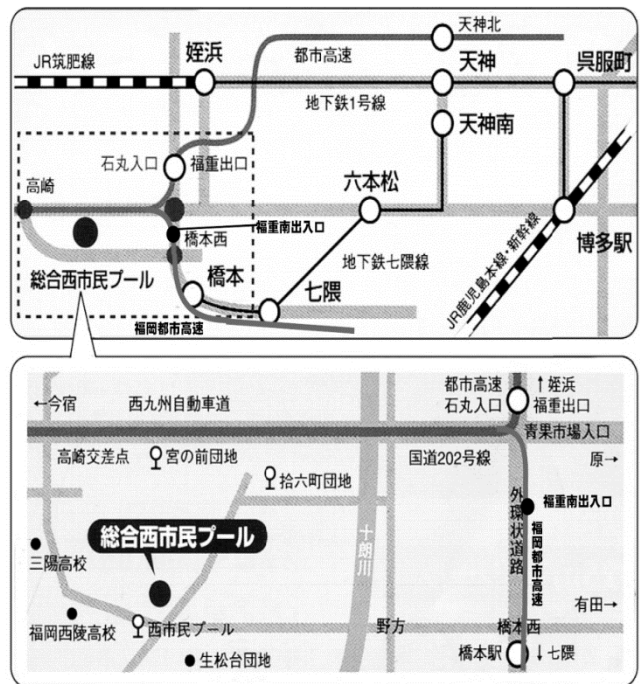 天神北
JR筑肥線
姪浜
都市高速
天神
呉服町
地下鉄1号線
天神南
石丸入口
福重出口
高崎
六本松
橋本西
福重南出入口
博多駅
地下鉄七隈線
総合西市民プール
橋本
七隈
JR鹿児島本線・新幹線
福岡都市高速
都市高速
↑姪浜
←今宿
西九州自動車道
石丸入口
福重出口
青果市場入口
高崎交差点
宮の前団地
国道202号線
原→
拾六町団地
福重南出入口
外環状道路
福岡都市高速
総合西市民プール
十朗川
三陽高校
有田→
福岡西陵高校
西市民プール
野方
橋本西
生松台団地
橋本駅
↓七隈